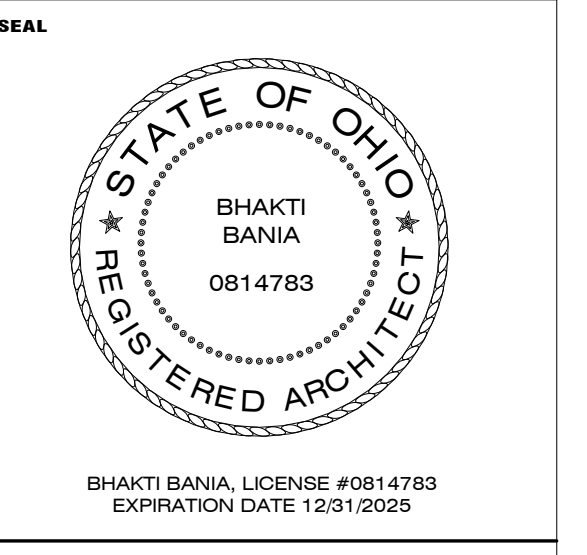 SEAL
STATE OF OHIO
BHAKTI
BANIA
0814783
REGISTERED ARCHITECT
BHAKTI BANIA, LICENSE #0814783
EXPIRATION DATE 12/31/2025